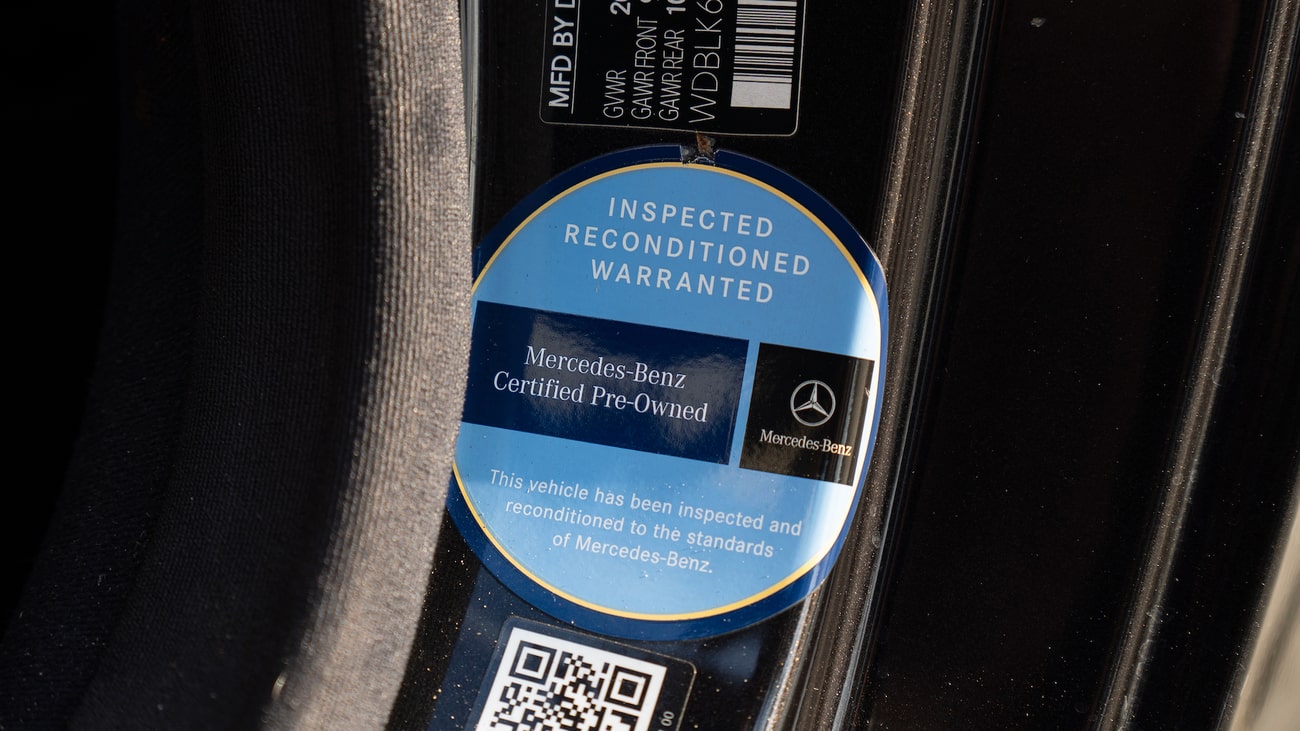 MFD BY D
GVWR
GAWR FRONT
GAWR REAR
WDBLK6
INSPECTED
RECONDITIONED
WARRANTED
Mercedes-Benz
Certified Pre-Owned
Mercedes-Benz
This vehicle has been inspected and
reconditioned to the standards
of Mercedes-Benz.
00